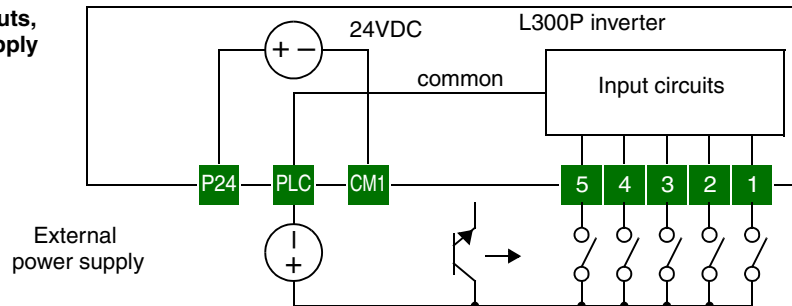 uts,
pply
24VDC
L300P inverter
+ −
common
Input circuits
P24 PLC CM1 5 4 3 2 1
External
power supply
− +